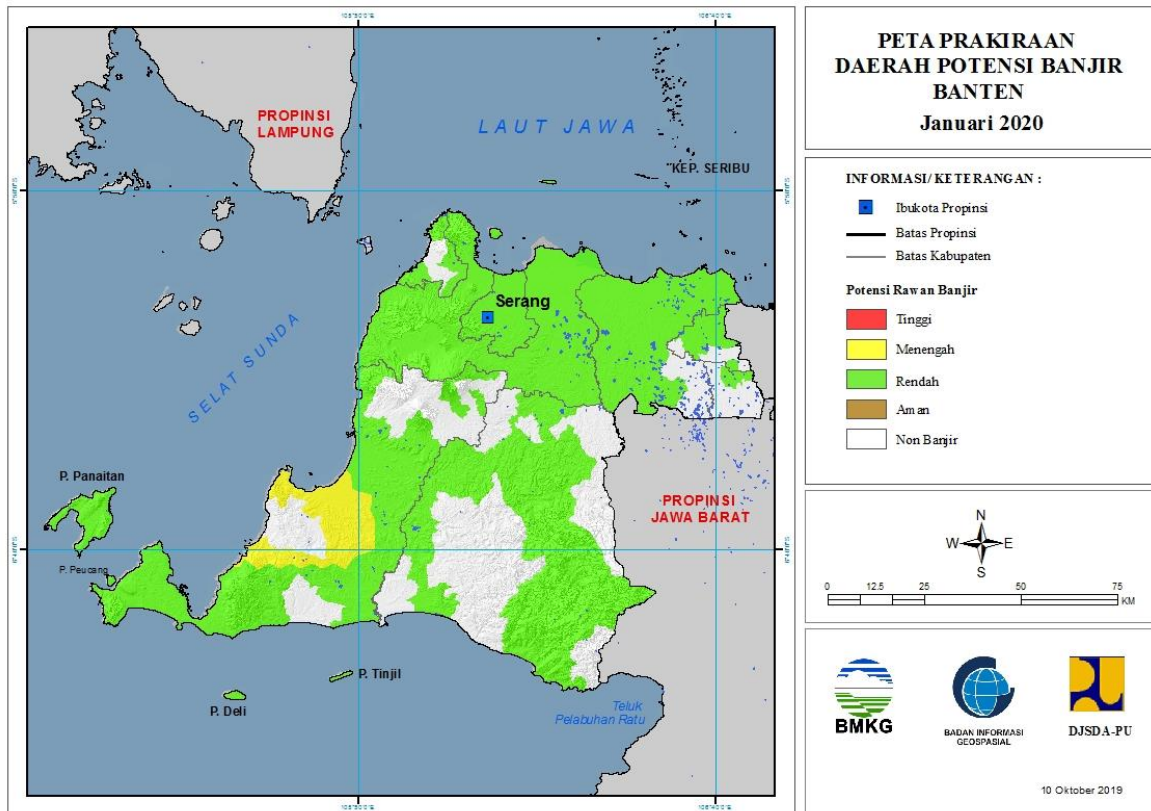 PETA PRAKIRAAN
DAERAH POTENSI BANJIR
BANTEN
Januari 2020
INFORMASI/ KETERANGAN :
Ibukota Propinsi
Batas Propinsi
Batas Kabupaten
Potensi Rawan Banjir
Tinggi
Menengah
Rendah
Aman
Non Banjir
N
W E
S
0 12.5 25 50 75
KM
BMKG
BADAN INFORMASI
GEOSPASIAL
DJSDA-PU
10 Oktober 2019
PROPINSI
LAMPUNG
LAUT JAWA
KEP. SERIBU
Serang
SELAT SUNDA
P. Panaitan
P. Peucang
PROPINSI
JAWA BARAT
P. Tinjil
P. Deli
Teluk
Pelabuhan Ratu